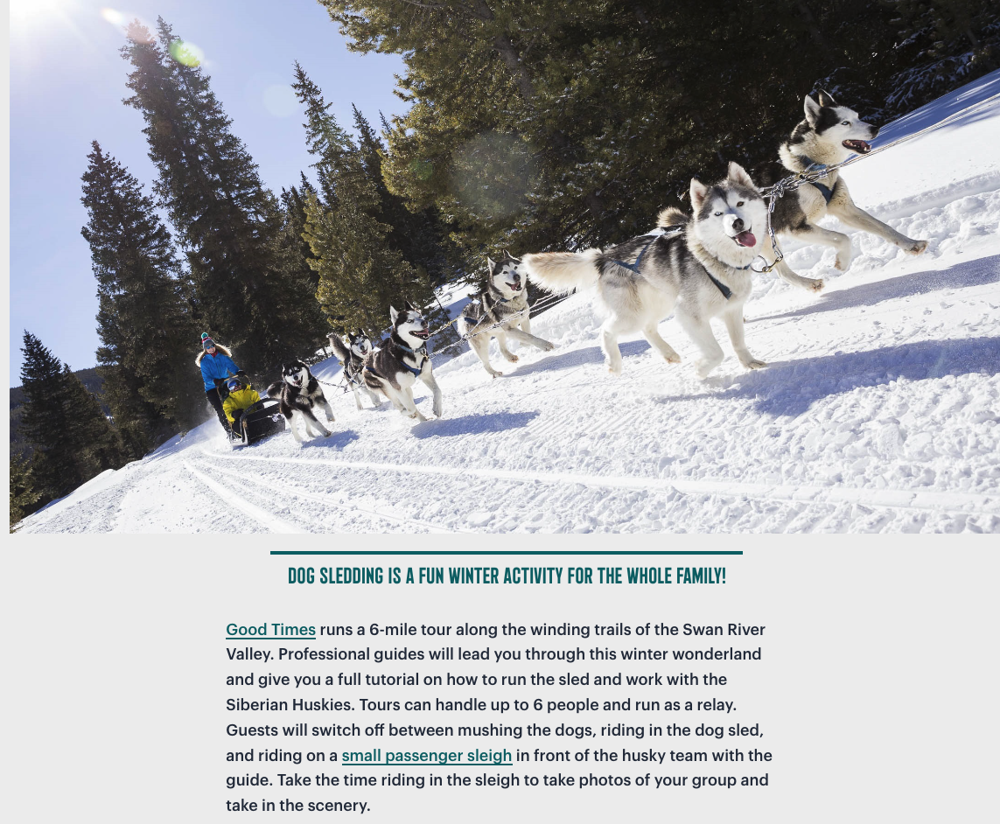 DOG SLEDDING IS A FUN WINTER ACTIVITY FOR THE WHOLE FAMILY!
Good Times runs a 6-mile tour along the winding trails of the Swan River
Valley. Professional guides will lead you through this winter wonderland
and give you a full tutorial on how to run the sled and work with the
Siberian Huskies. Tours can handle up to 6 people and run as a relay.
Guests will switch off between mushing the dogs, riding in the dog sled,
and riding on a small passenger sleigh in front of the husky team with the
guide. Take the time riding in the sleigh to take photos of your group and
take in the scenery.